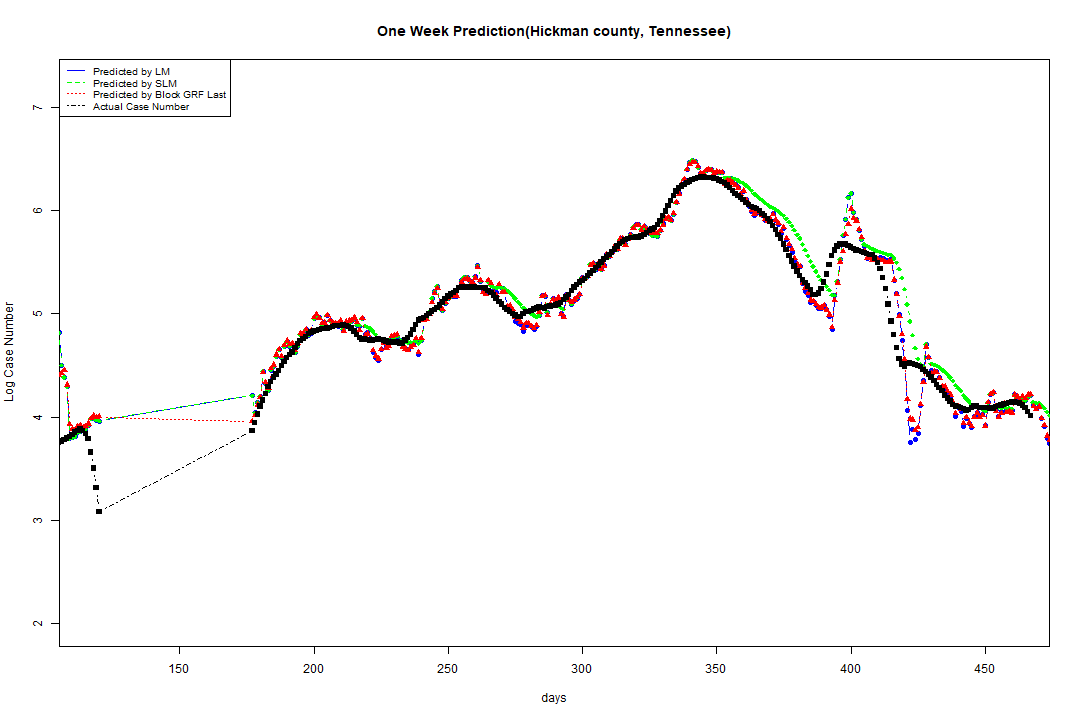 One Week Prediction(Hickman county, Tennessee)
Predicted by LM
Predicted by SLM
Predicted by Block GRF Last
Actual Case Number
7
6
5
4
3
2
Log Case Number
150 200 250 300 350 400 450
days